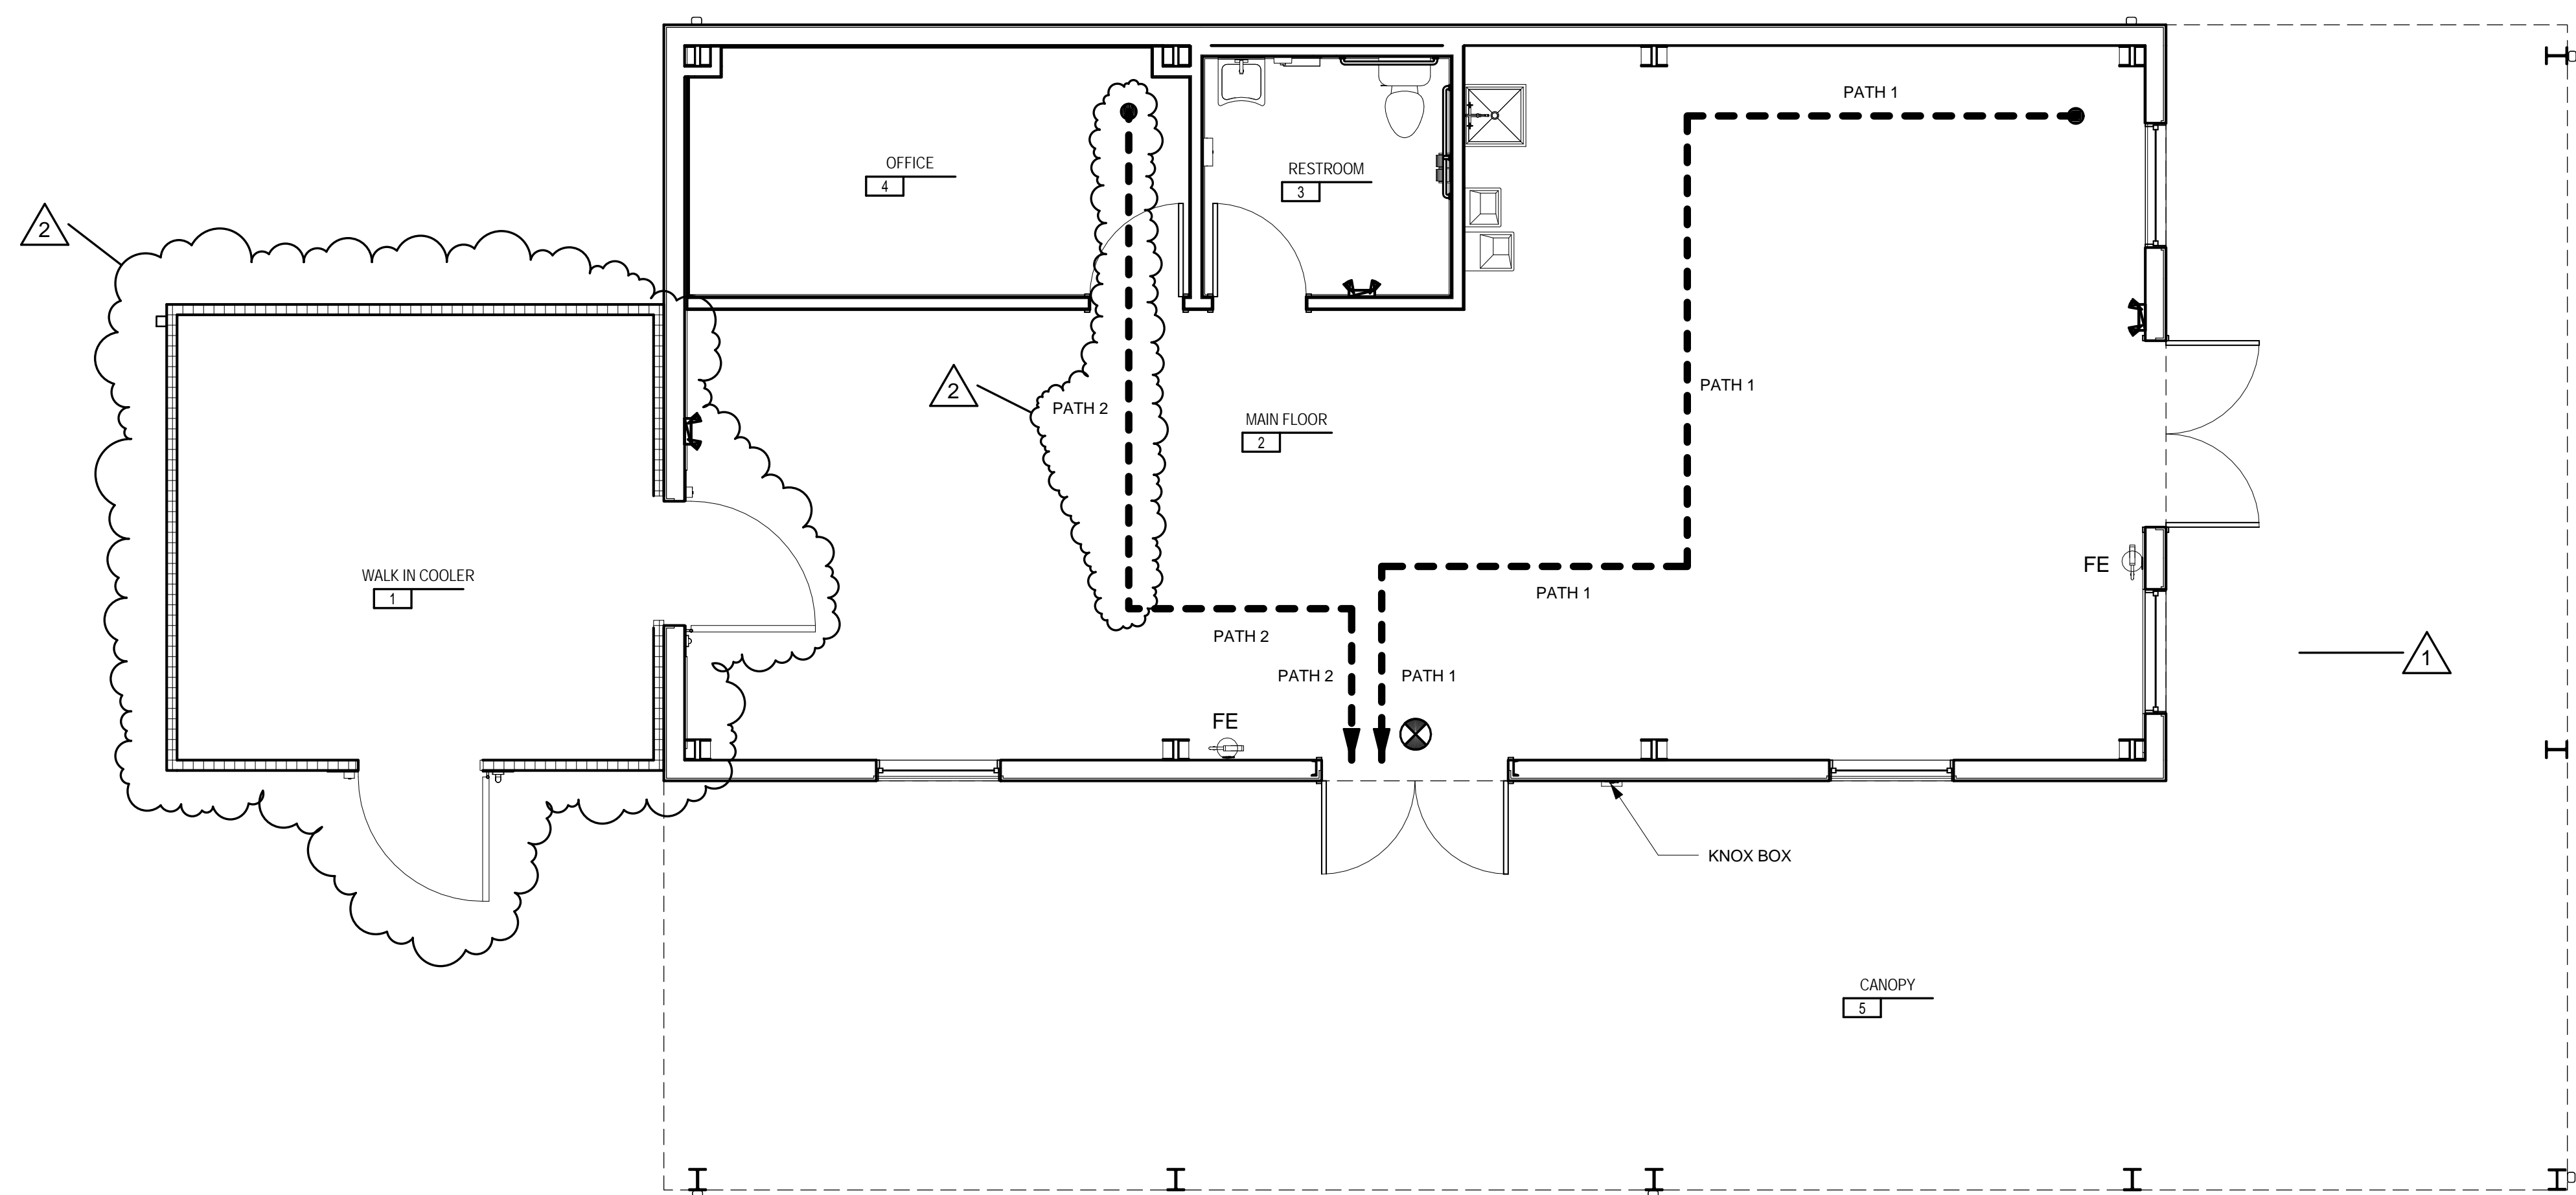 PATH 1
OFFICE
4
RESTROOM
3
2
PATH 1
2
PATH 2
MAIN FLOOR
2
FE
WALK IN COOLER
1
PATH 1
PATH 2
1
PATH 2
PATH 1
FE
KNOX BOX
CANOPY
5